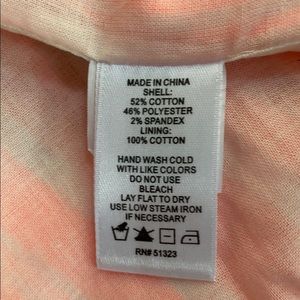 MADE IN CHINA
SHELL:
52% COTTON
46% POLYESTER
2% SPANDEX
LINING:
100% COTTON
HAND WASH COLD
WITH LIKE COLORS
DO NOT USE
BLEACH
LAY FLAT TO DRY
USE LOW STEAM IRON
IF NECESSARY
RN# 51323